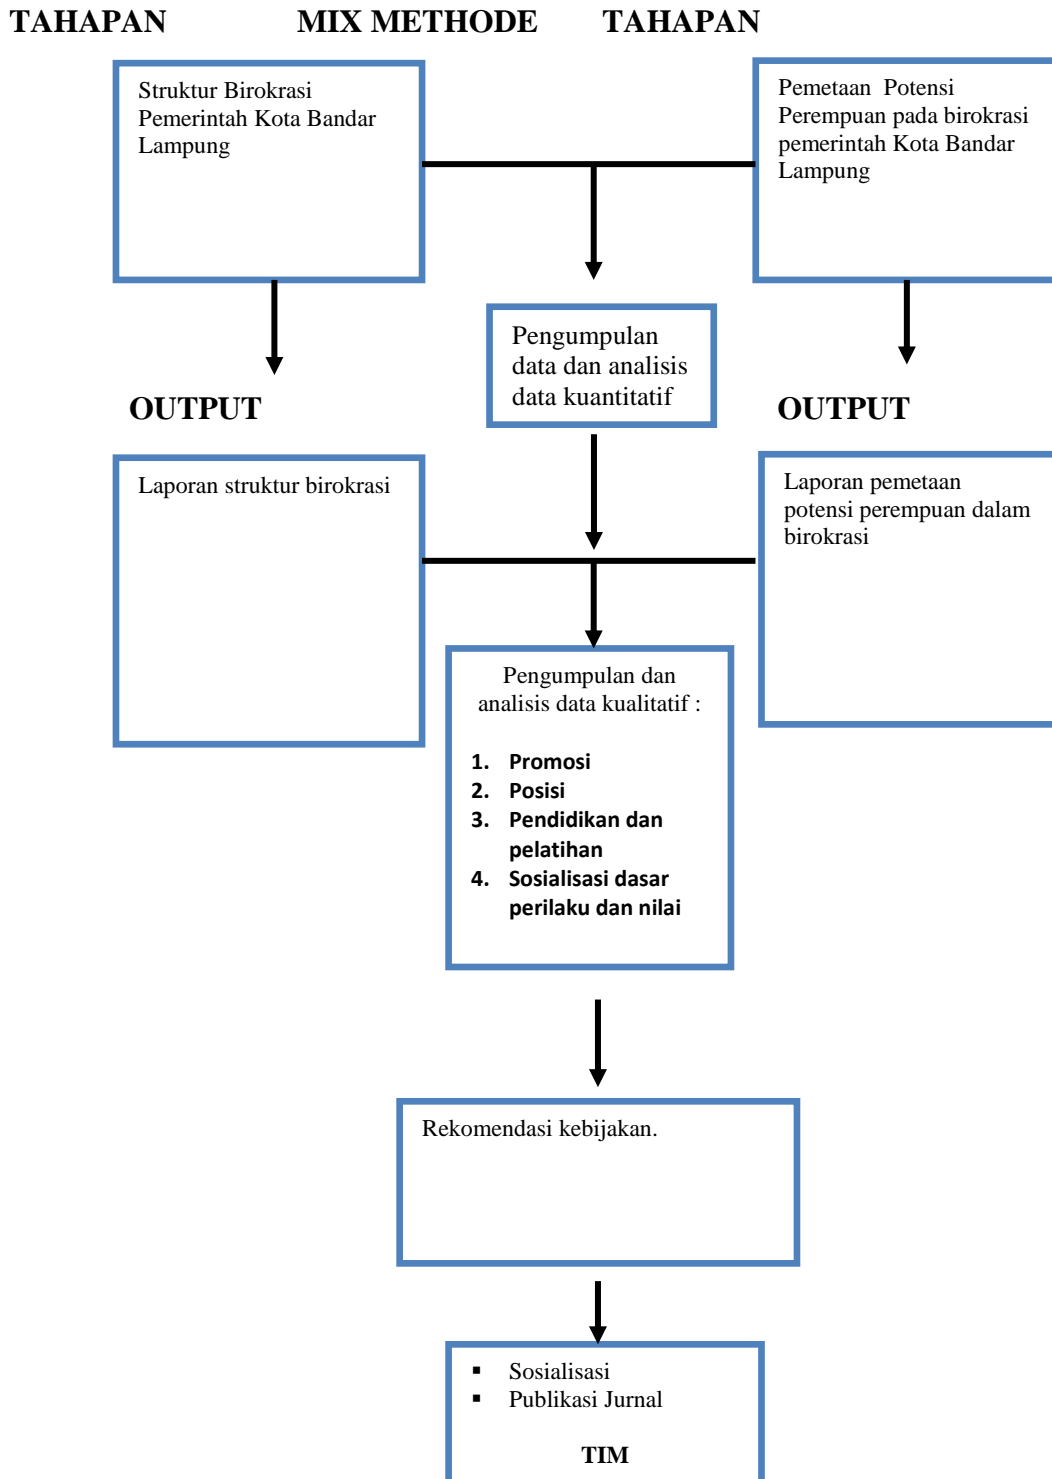 TAHAPAN MIX METHODE TAHAPAN
Struktur Birokrasi
Pemerintah Kota Bandar
Lampung
Pemetaan Potensi
Perempuan pada birokrasi
pemerintah Kota Bandar
Lampung
Pengumpulan
data dan analisis
data kuantitatif
OUTPUT
OUTPUT
Laporan struktur birokrasi
Laporan pemetaan
potensi perempuan dalam
birokrasi
Pengumpulan dan
analisis data kualitatif :
1. Promosi
2. Posisi
3. Pendidikan dan
pelatihan
4. Sosialisasi dasar
perilaku dan nilai
Rekomendasi kebijakan.
▪ Sosialisasi
▪ Publikasi Jurnal
TIM